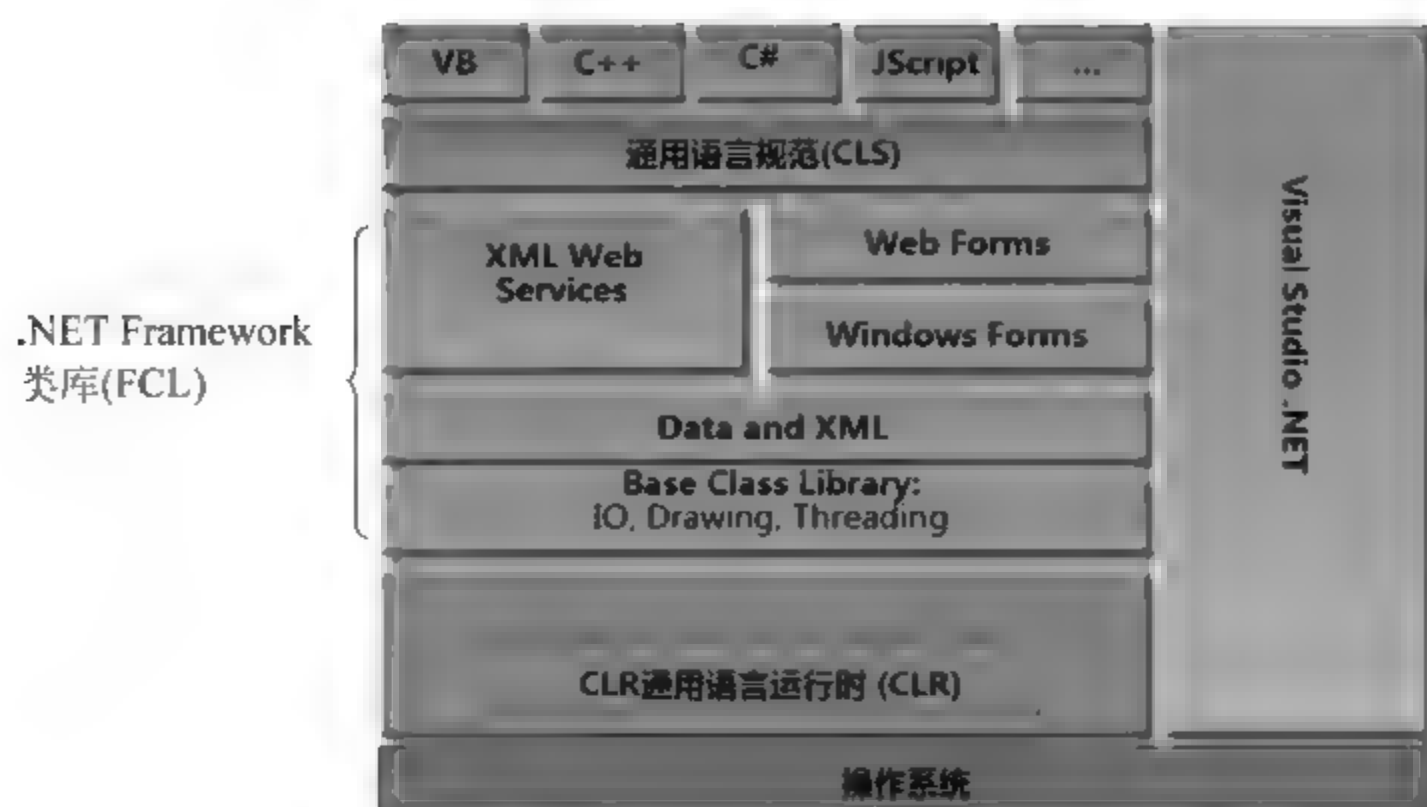 VB
C++
C#
JScript
...
通用语言规范(CLS)
XML Web
Services
Web Forms
Windows Forms
.NET Framework
类库(FCL)
Data and XML
Base Class Library:
IO, Drawing, Threading
CLR通用语言运行时 (CLR)
操作系统
Visual Studio .NET